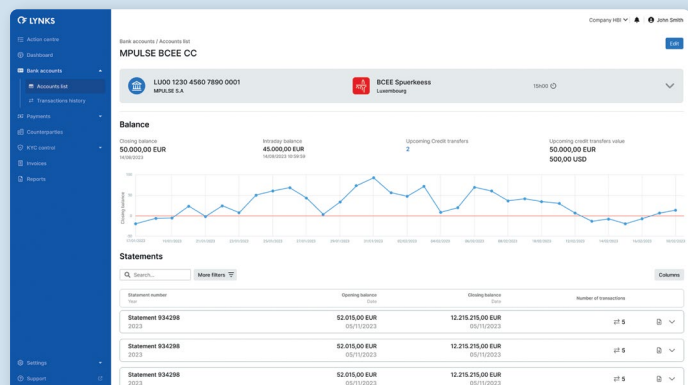 LYNKS
Company HBI
John Smith
Action centre
Dashboard
Bank accounts
Accounts list
Transactions history
Payments
Counterparties
KYC control
Invoices
Reports
Settings
Support
Bank accounts / Accounts list
MPULSE BCEE CC
Edit
LU00 1230 4560 7890 0001
MPULSE S.A
BCEE Spuerkeess
Luxembourg
15h00
Balance
Closing balance
50.000,00 EUR
14/08/2023
Intraday balance
45.000,00 EUR
Upcoming Credit transfers
2
Upcoming credit transfers value
50.000,00 EUR
500,00 USD
Closing balance
100
50
0
Statements
Search...
More filters
Columns
Statement number
Year
Opening balance
Date
Closing balance
Date
Number of transactions
Statement 934298
2023
52.015,00 EUR
05/11/2023
12.215.215,00 EUR
05/11/2023
5
Statement 934298
2023
52.015,00 EUR
05/11/2023
12.215.215,00 EUR
05/11/2023
5
Statement 934298
2023
52.015,00 EUR
05/11/2023
12.215.215,00 EUR
05/11/2023
5